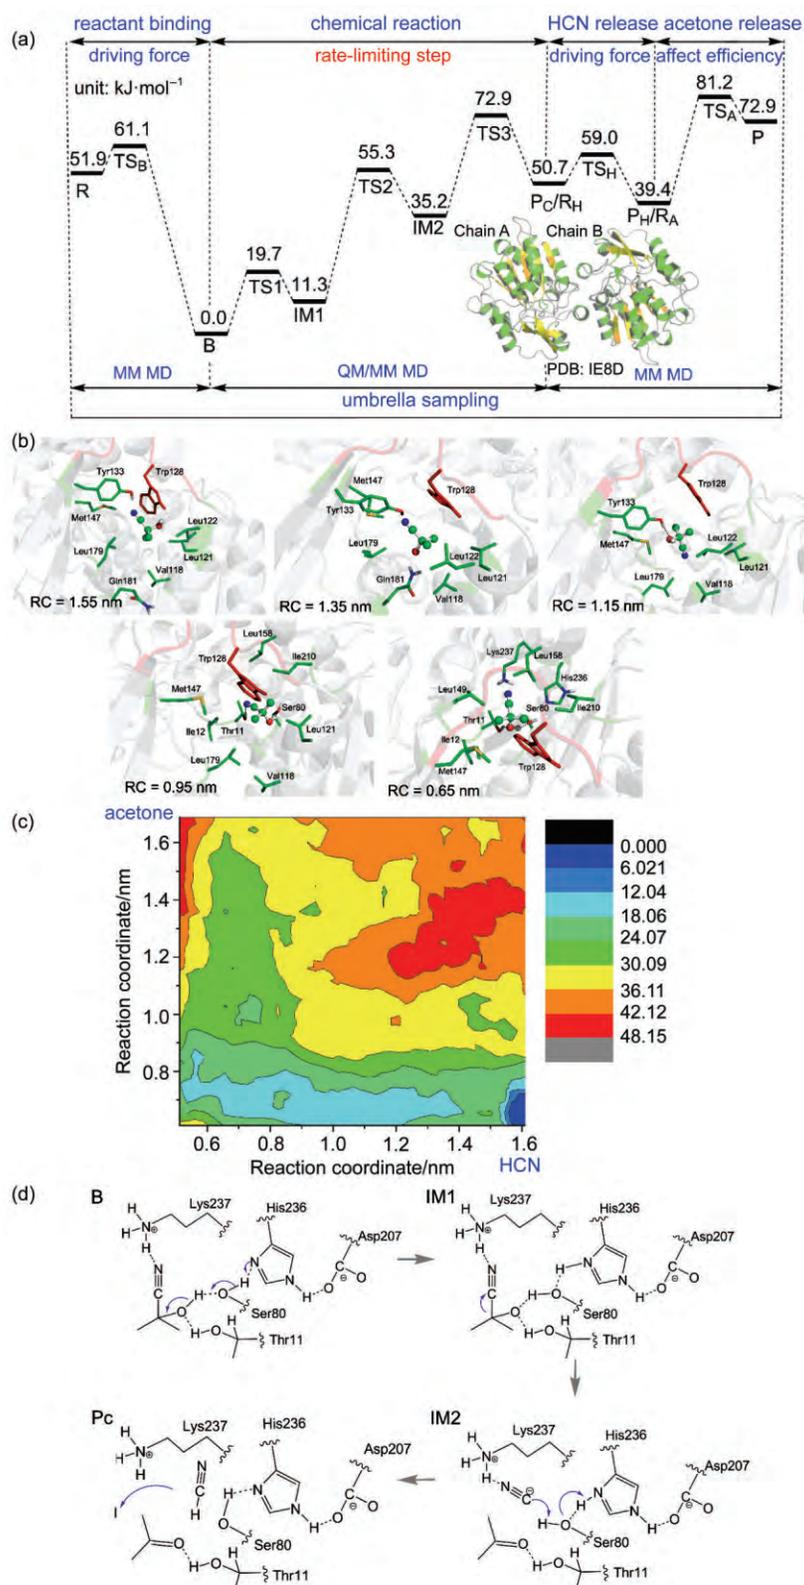 (a)
reactant binding chemical reaction HCN release acetone release
driving force rate-limiting step driving force affect efficiency
unit: kJ·mol⁻¹
81.2
TS_A
72.9
P
72.9
TS3
61.1
TS_B
59.0
TS_H
55.3
TS2
51.9
R
50.7
P_C/R_H
39.4
P_H/R_A
35.2
IM2
Chain A Chain B
19.7
TS1
11.3
IM1
0.0
B
PDB: IE8D
MM MD QM/MM MD MM MD
umbrella sampling
(b)
Tyr133
Trp128
Met147
Leu122
Leu179
Leu121
Val118
Gln181
RC = 1.55 nm
Met147
Trp128
Tyr133
Leu179
Leu122
Gln181
Leu121
Val118
RC = 1.35 nm
Trp128
Tyr133
Met147
Leu122
Leu121
Leu179
Val118
RC = 1.15 nm
Leu158
Trp128
Ile210
Met147
Ser80
Ile12
Thr11
Leu121
Leu179
Val118
RC = 0.95 nm
Lys237
Leu158
His236
Leu149
Ser80
Ile210
Thr11
Ile12
Met147
Trp128
RC = 0.65 nm
(c)
acetone
Reaction coordinate/nm
1.6
1.4
1.2
1.0
0.8
0.6 0.8 1.0 1.2 1.4 1.6
Reaction coordinate/nm HCN
0.000
6.021
12.04
18.06
24.07
30.09
36.11
42.12
48.15
(d)
B
Lys237
His236
Asp207
H
H
N
⊕
H
N
C
O
H
O
H
N
N
H
O
C
O
⊖
Ser80
H
O
H
Thr11
IM1
Lys237
His236
Asp207
H
H
N
⊕
H
N
C
O
H
O
H
N
N
H
O
C
O
⊖
Ser80
H
O
H
Thr11
Pc
Lys237
His236
Asp207
H
H
N
⊕
H
N
C
H
I
H
O
N
N
H
O
C
O
⊖
Ser80
O
H
O
H
Thr11
IM2
Lys237
His236
Asp207
H
H
N
⊕
H
N
C
⊖
H
O
H
N
N
H
O
C
O
⊖
Ser80
O
H
O
H
Thr11